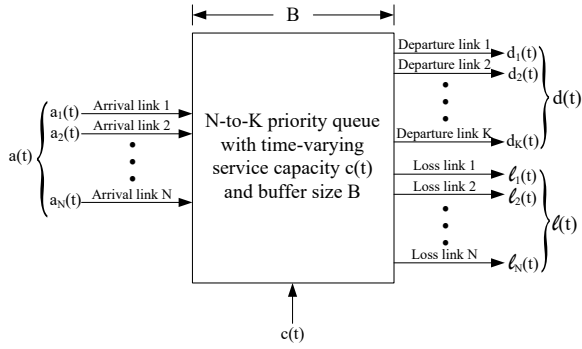 B
a₁(t) Arrival link 1
a₂(t) Arrival link 2
a(t)
aN(t) Arrival link N
N-to-K priority queue
with time-varying
service capacity c(t)
and buffer size B
Departure link 1 d₁(t)
Departure link 2 d₂(t)
d(t)
Departure link K dK(t)
Loss link 1 ℓ₁(t)
Loss link 2 ℓ₂(t)
ℓ(t)
Loss link N ℓN(t)
c(t)